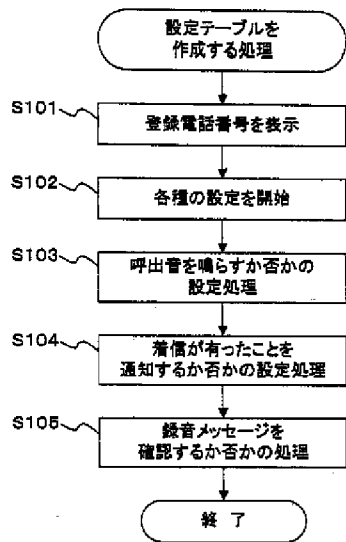 設定テーブルを
作成する処理
S101
登録電話番号を表示
S102
各種の設定を開始
S103
呼出音を鳴らすか否かの
設定処理
S104
着信が有ったことを
通知するか否かの設定処理
S105
録音メッセージを
確認するか否かの処理
終了